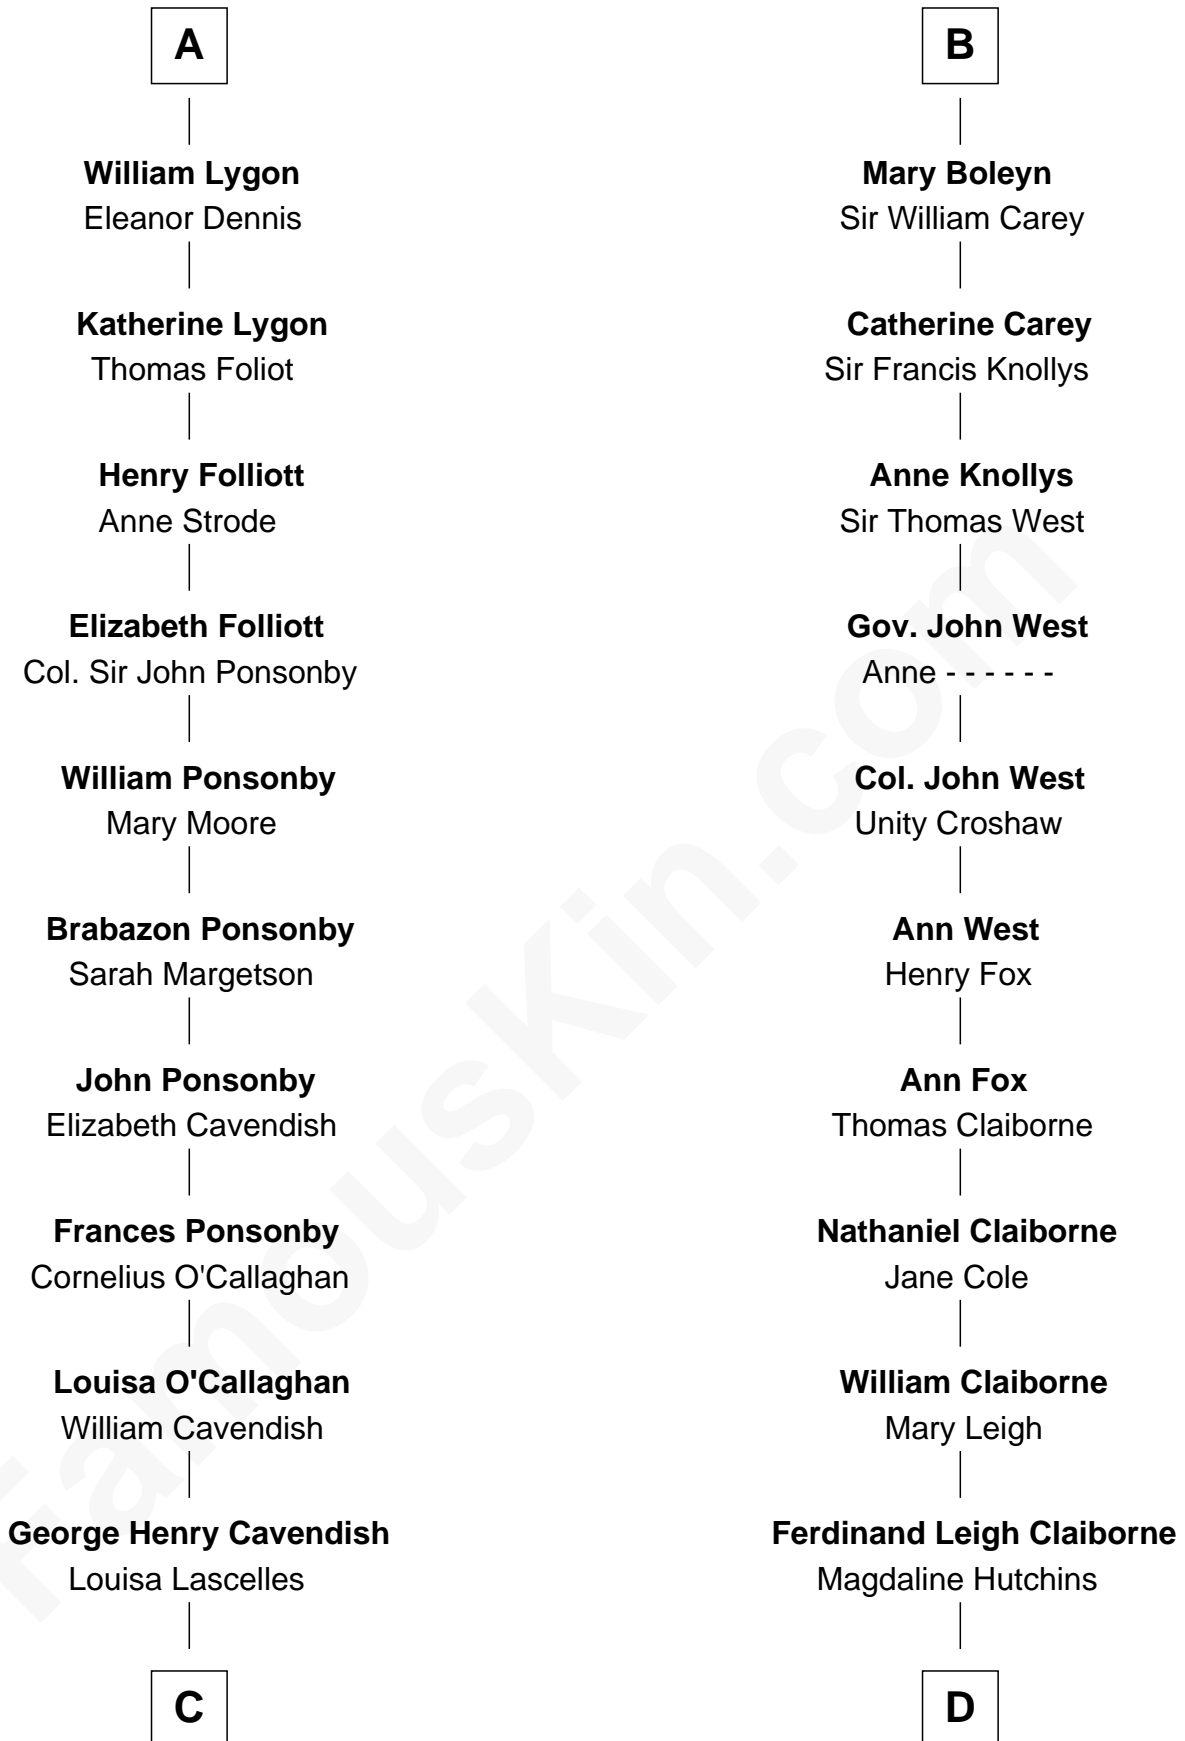 A
William Lygon
Eleanor Dennis
Katherine Lygon
Thomas Foliot
Henry Folliott
Anne Strode
Elizabeth Folliott
Col. Sir John Ponsonby
William Ponsonby
Mary Moore
Brabazon Ponsonby
Sarah Margetson
John Ponsonby
Elizabeth Cavendish
Frances Ponsonby
Cornelius O'Callaghan
Louisa O'Callaghan
William Cavendish
George Henry Cavendish
Louisa Lascelles
C
B
Mary Boleyn
Sir William Carey
Catherine Carey
Sir Francis Knollys
Anne Knollys
Sir Thomas West
Gov. John West
Anne - - - - - -
Col. John West
Unity Croshaw
Ann West
Henry Fox
Ann Fox
Thomas Claiborne
Nathaniel Claiborne
Jane Cole
William Claiborne
Mary Leigh
Ferdinand Leigh Claiborne
Magdaline Hutchins
D
FamousKin.com